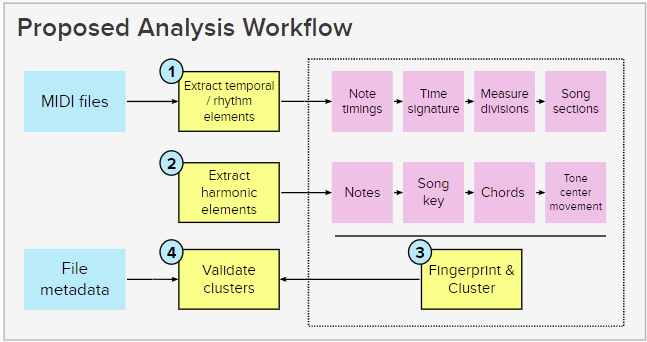 Proposed Analysis Workflow
1
MIDI files
Extract temporal
/ rhythm
elements
Note
timings
Time
signature
Measure
divisions
Song
sections
2
Extract
harmonic
elements
Notes
Song
key
Chords
Tone
center
movement
4
File
metadata
Validate
clusters
3
Fingerprint &
Cluster